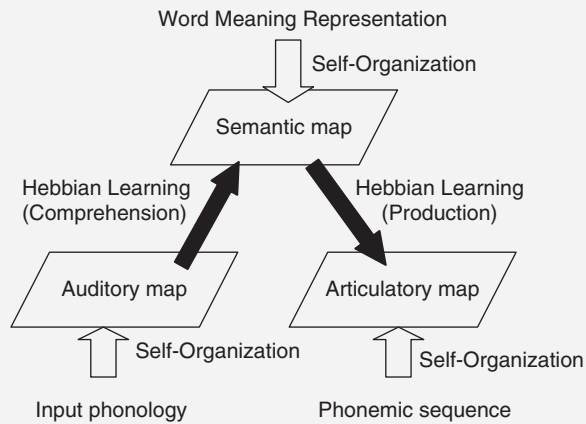 Word Meaning Representation
Self-Organization
Semantic map
Hebbian Learning
(Comprehension)
Hebbian Learning
(Production)
Auditory map
Articulatory map
Self-Organization
Self-Organization
Input phonology
Phonemic sequence